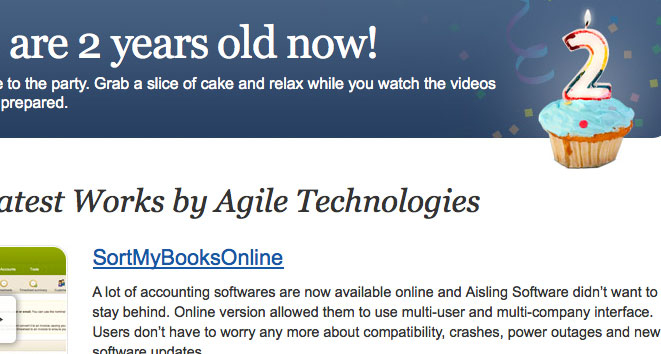 are 2 years old now!
e to the party. Grab a slice of cake and relax while you watch the videos
prepared.
2
atest Works by Agile Technologies
SortMyBooksOnline
A lot of accounting softwares are now available online and Aisling Software didn’t want to
stay behind. Online version allowed them to use multi-user and multi-company interface.
Users don’t have to worry any more about compatibility, crashes, power outages and new
software updates.